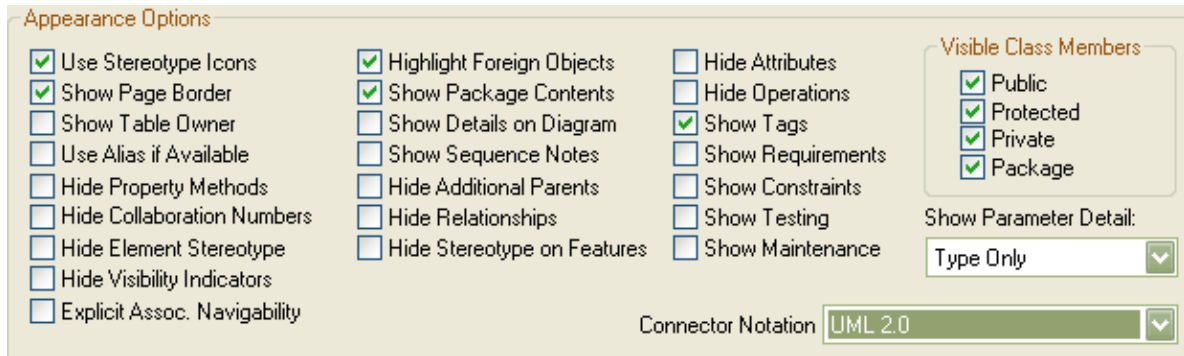 Appearance Options
Use Stereotype Icons
Show Page Border
Show Table Owner
Use Alias if Available
Hide Property Methods
Hide Collaboration Numbers
Hide Element Stereotype
Hide Visibility Indicators
Explicit Assoc. Navigability
Highlight Foreign Objects
Show Package Contents
Show Details on Diagram
Show Sequence Notes
Hide Additional Parents
Hide Relationships
Hide Stereotype on Features
Hide Attributes
Hide Operations
Show Tags
Show Requirements
Show Constraints
Show Testing
Show Maintenance
Visible Class Members
Public
Protected
Private
Package
Show Parameter Detail:
Type Only
Connector Notation UML 2.0